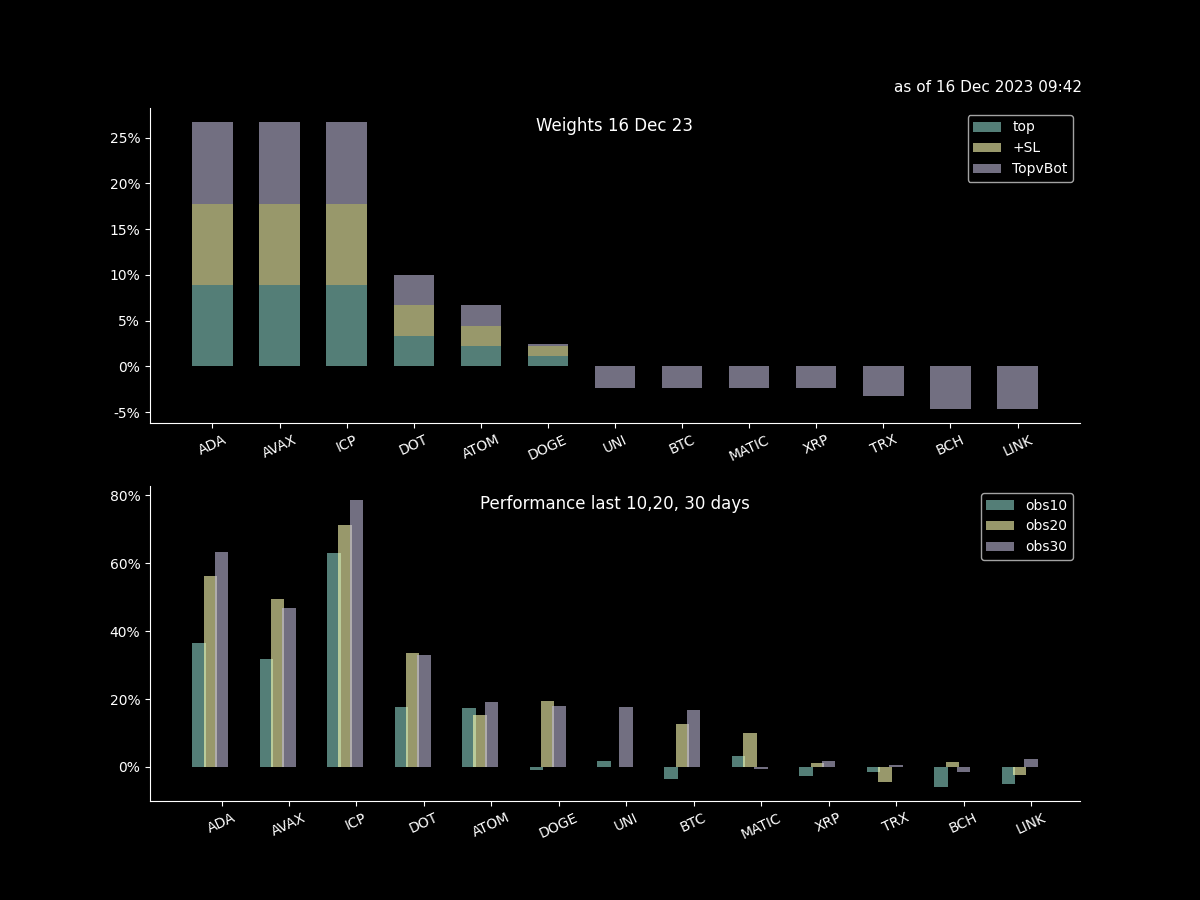 as of 16 Dec 2023 09:42
Weights 16 Dec 23
top
+SL
TopvBot
25%
20%
15%
10%
5%
0%
-5%
ADA AVAX ICP DOT ATOM DOGE UNI BTC MATIC XRP TRX BCH LINK
Performance last 10,20, 30 days
obs10
obs20
obs30
80%
60%
40%
20%
0%
ADA AVAX ICP DOT ATOM DOGE UNI BTC MATIC XRP TRX BCH LINK